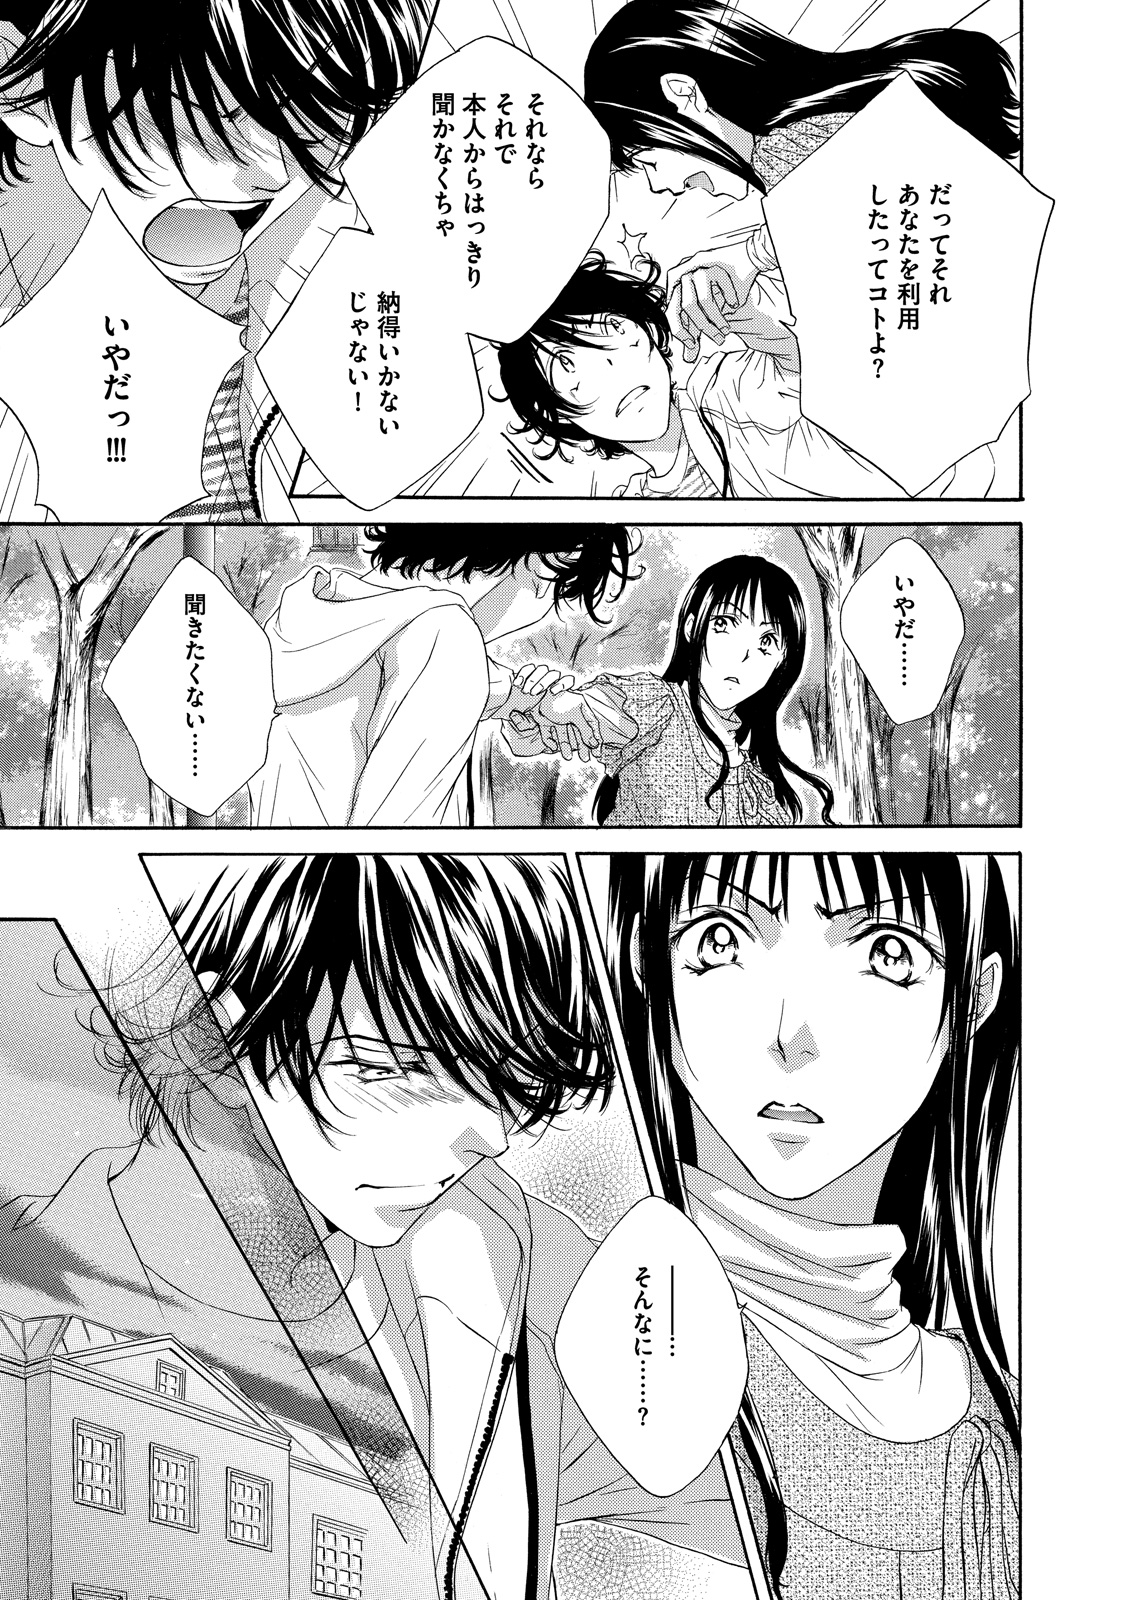 だってそれ
あなたを利用
したってコトよ？
それなら
それで
本人からはっきり
聞かなくちゃ
納得いかない
じゃない！
いやだっ!!!
いやだ……
聞きたくない……
――…
そんなに……？